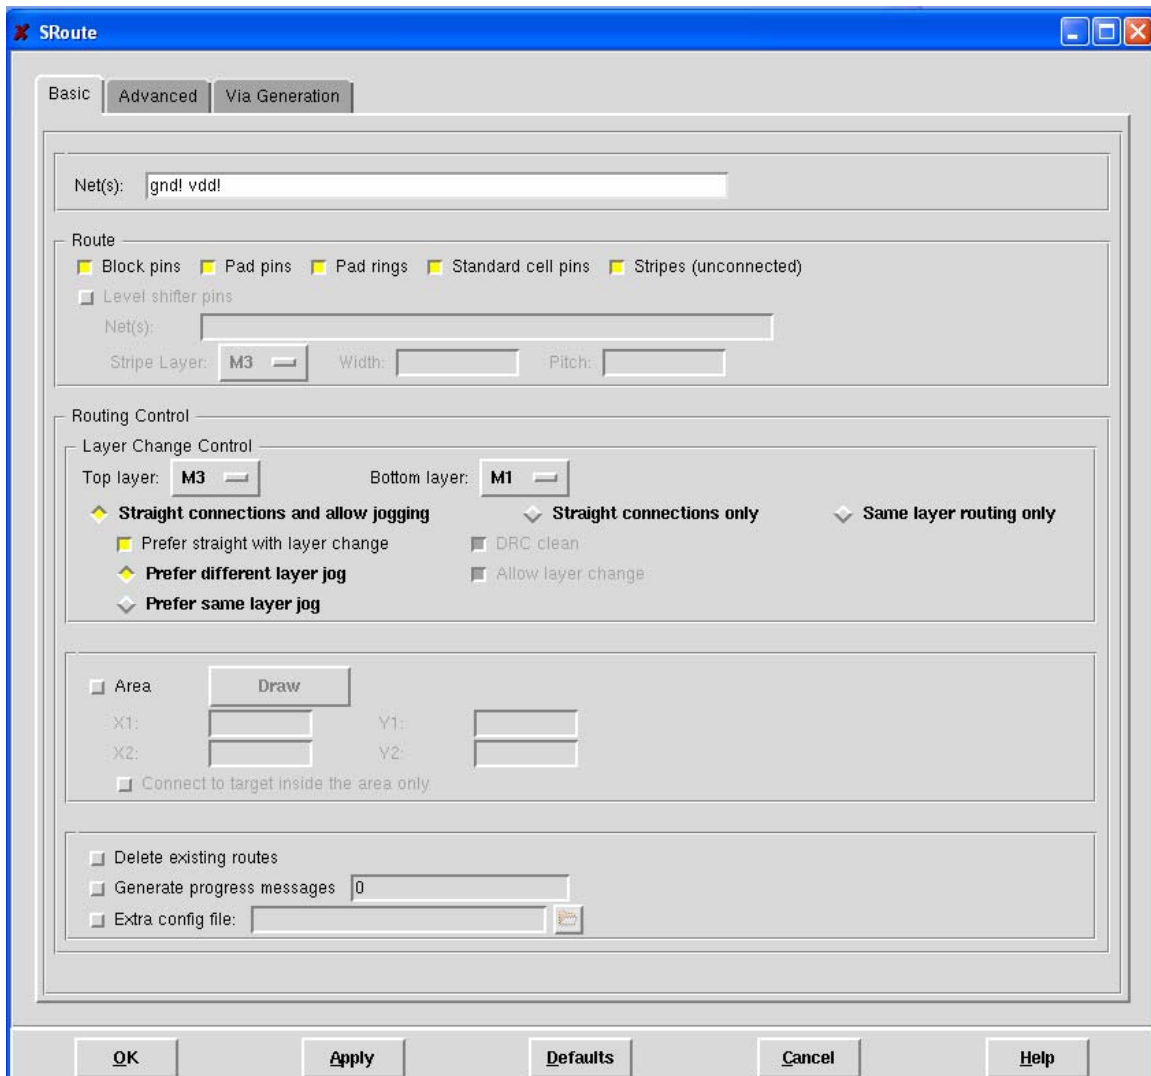 SRoute
Basic Advanced Via Generation
Net(s): gnd! vdd!
Route
Block pins Pad pins Pad rings Standard cell pins Stripes (unconnected)
Level shifter pins
Net(s):
Stripe Layer: M3 Width: Pitch:
Routing Control
Layer Change Control
Top layer: M3 Bottom layer: M1
Straight connections and allow jogging Straight connections only Same layer routing only
Prefer straight with layer change DRC clean
Prefer different layer jog Allow layer change
Prefer same layer jog
Area Draw
X1: Y1:
X2: Y2:
Connect to target inside the area only
Delete existing routes
Generate progress messages 0
Extra config file:
OK Apply Defaults Cancel Help